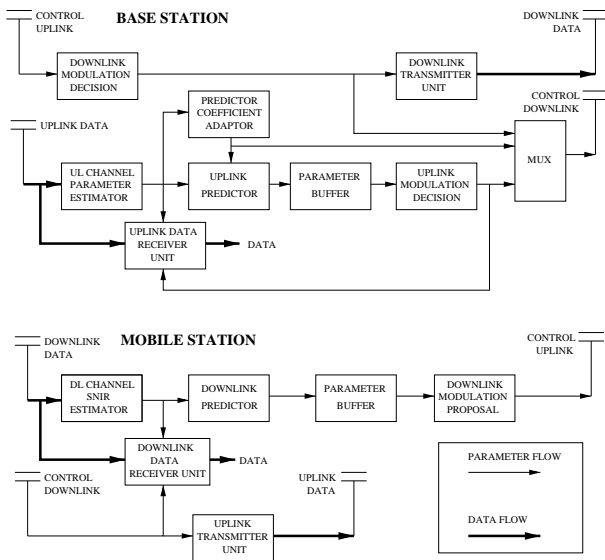 CONTROL
UPLINK
BASE STATION
DOWNLINK
DATA
DOWNLINK
MODULATION
DECISION
DOWNLINK
TRANSMITTER
UNIT
CONTROL
DOWNLINK
PREDICTOR
COEFFICIENT
ADAPTOR
UPLINK DATA
MUX
UL CHANNEL
PARAMETER
ESTIMATOR
UPLINK
PREDICTOR
PARAMETER
BUFFER
UPLINK
MODULATION
DECISION
UPLINK DATA
RECEIVER
UNIT
DATA
MOBILE STATION
DOWNLINK
DATA
CONTROL
UPLINK
DL CHANNEL
SNIR
ESTIMATOR
DOWNLINK
PREDICTOR
PARAMETER
BUFFER
DOWNLINK
MODULATION
PROPOSAL
DOWNLINK
DATA
RECEIVER UNIT
DATA
CONTROL
DOWNLINK
UPLINK
DATA
UPLINK
TRANSMITTER
UNIT
PARAMETER FLOW
DATA FLOW